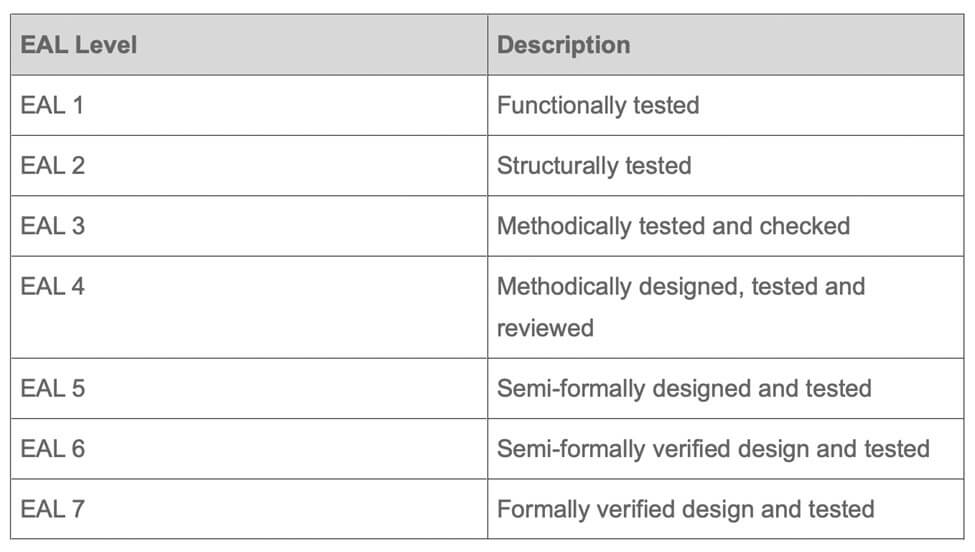 EAL Level Description
EAL 1 Functionally tested
EAL 2 Structurally tested
EAL 3 Methodically tested and checked
EAL 4 Methodically designed, tested and
reviewed
EAL 5 Semi-formally designed and tested
EAL 6 Semi-formally verified design and tested
EAL 7 Formally verified design and tested